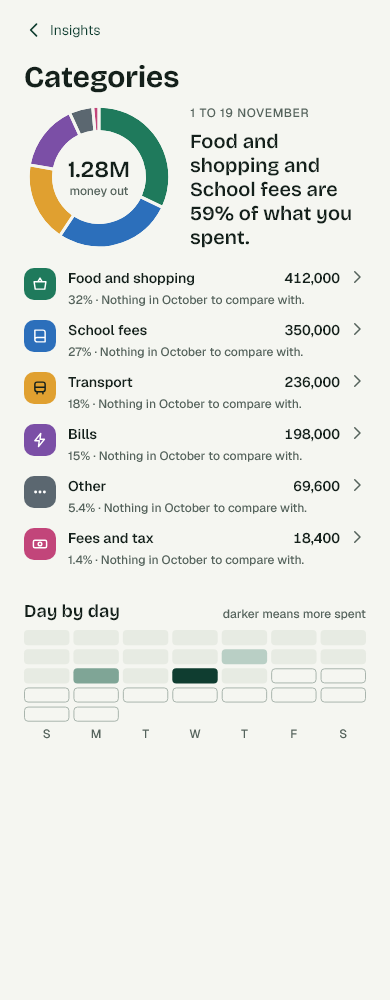 Insights
Categories
1.28M
money out
1 TO 19 NOVEMBER
Food and
shopping and
School fees are
59% of what you
spent.
Food and shopping 412,000
32% · Nothing in October to compare with.
School fees 350,000
27% · Nothing in October to compare with.
Transport 236,000
18% · Nothing in October to compare with.
Bills 198,000
15% · Nothing in October to compare with.
Other 69,600
5.4% · Nothing in October to compare with.
Fees and tax 18,400
1.4% · Nothing in October to compare with.
Day by day darker means more spent
S M T W T F S